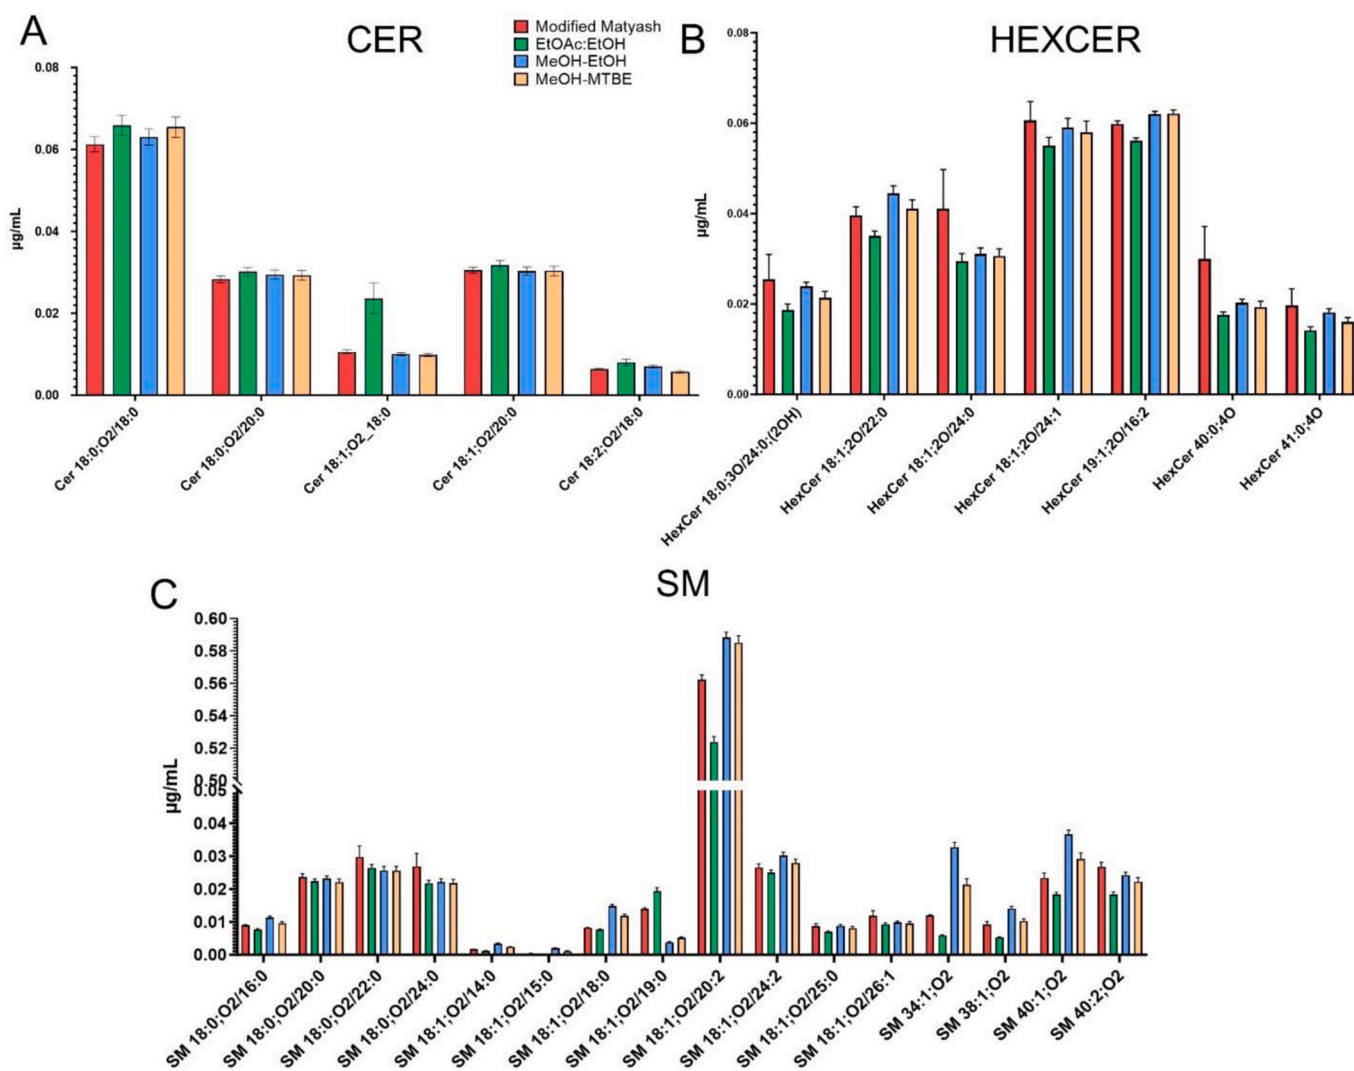 A
CER
Modified Matyash
EtOAc:EtOH
MeOH-EtOH
MeOH-MTBE
µg/mL
0.08
0.06
0.04
0.02
0.00
Cer 18:0;O2/18:0
Cer 18:0;O2/20:0
Cer 18:1;O2_18:0
Cer 18:1;O2/20:0
Cer 18:2;O2/18:0
B
HEXCER
µg/mL
0.08
0.06
0.04
0.02
0.00
HexCer 18:0;3O/24:0;(2OH)
HexCer 18:1;2O/22:0
HexCer 18:1;2O/24:0
HexCer 18:1;2O/24:1
HexCer 19:1;2O/16:2
HexCer 40:0;4O
HexCer 41:0;4O
C
SM
µg/mL
0.60
0.58
0.56
0.54
0.52
0.50
0.05
0.04
0.03
0.02
0.01
0.00
SM 18:0;O2/16:0
SM 18:0;O2/20:0
SM 18:0;O2/22:0
SM 18:0;O2/24:0
SM 18:1;O2/14:0
SM 18:1;O2/15:0
SM 18:1;O2/18:0
SM 18:1;O2/19:0
SM 18:1;O2/20:2
SM 18:1;O2/24:2
SM 18:1;O2/25:0
SM 18:1;O2/26:1
SM 34:1;O2
SM 38:1;O2
SM 40:1;O2
SM 40:2;O2